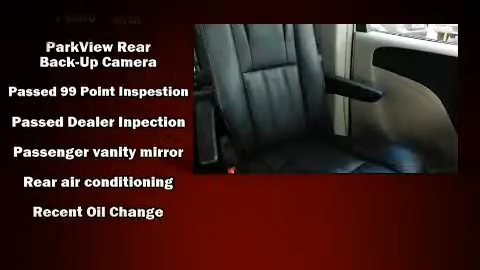 ParkView Rear
Back-Up Camera
Passed 99 Point Inspestion
Passed Dealer Inpection
Passenger vanity mirror
Rear air conditioning
Recent Oil Change